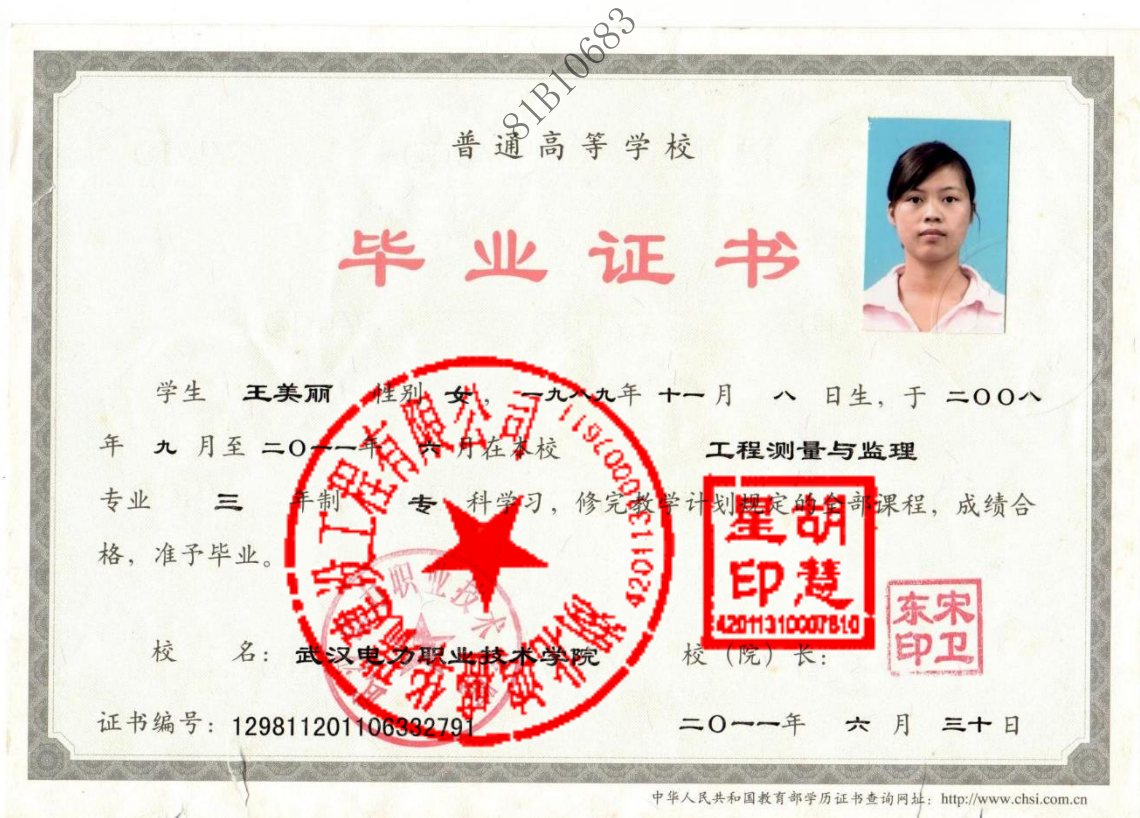 81B10683
普通高等学校
毕业证书
学生 王美丽 性别 女，一九八九年 十一月 八 日生，于 二〇〇八
年 九 月至 二〇一一年 六 月在本校 工程测量与监理
专业 三 年制 专 科学习，修完教学计划规定的全部课程，成绩合
格，准予毕业。
校 名：武汉电力职业技术学院 校（院）长：
证书编号：129811201106332791 二〇一一年 六 月 三十日
胡慧星印
42011310007810
宋卫东印
中华人民共和国教育部学历证书查询网址：http://www.chsi.com.cn